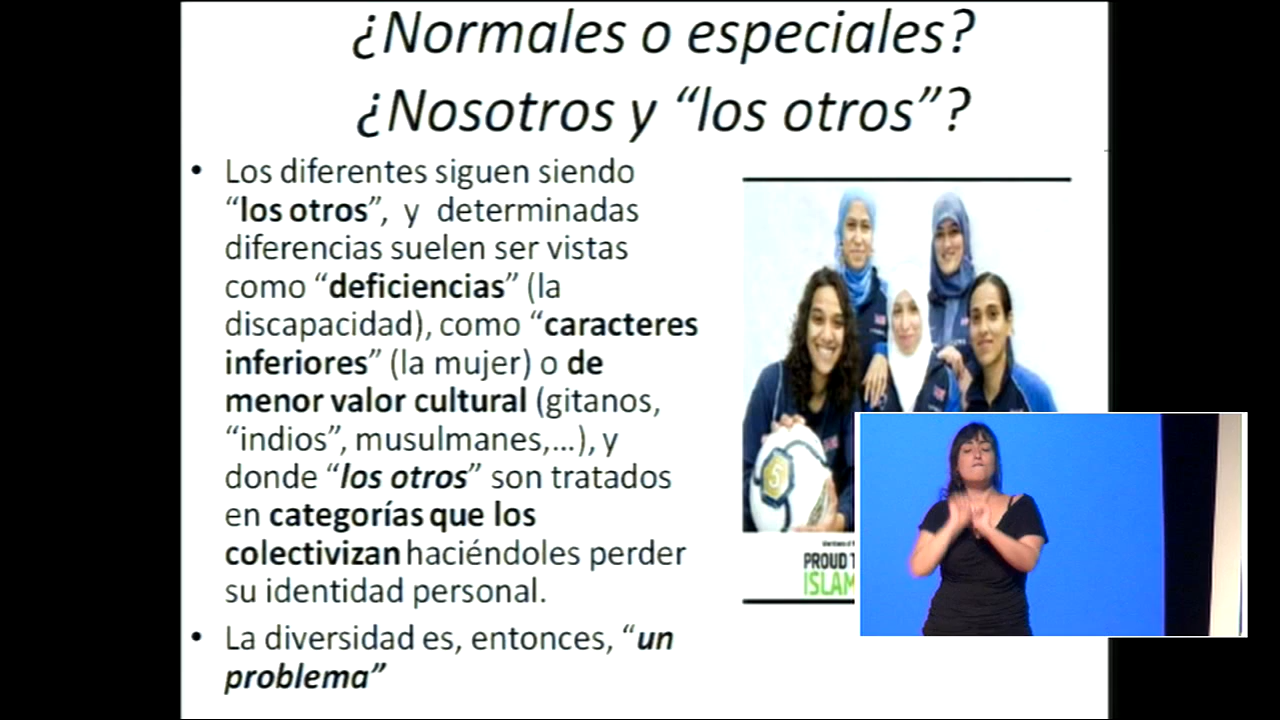 ¿Normales o especiales?
¿Nosotros y “los otros”?
• Los diferentes siguen siendo
“los otros”, y determinadas
diferencias suelen ser vistas
como “deficiencias” (la
discapacidad), como “caracteres
inferiores” (la mujer) o de
menor valor cultural (gitanos,
“indios”, musulmanes,...), y
donde “los otros” son tratados
en categorías que los
colectivizan haciéndoles perder
su identidad personal.
• La diversidad es, entonces, “un
problema”
5
PROUD
ISLAM